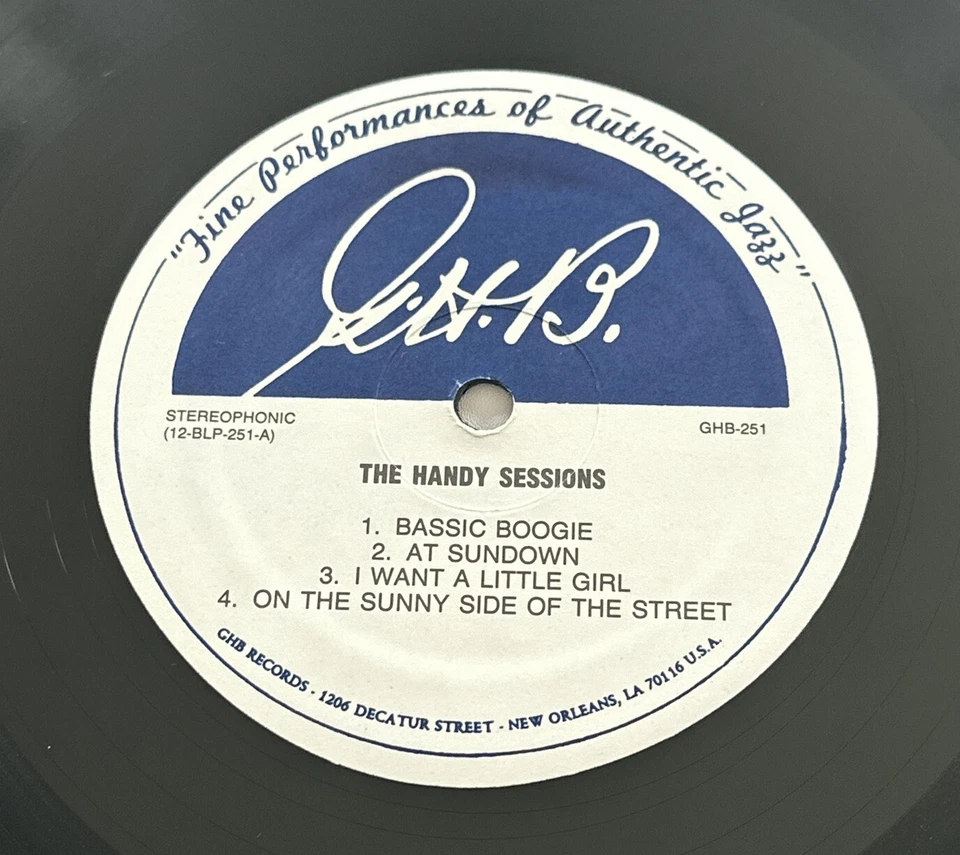 "Fine Performances of Authentic Jazz"
G.H.B.
STEREOPHONIC
(12-BLP-251-A)
GHB-251
THE HANDY SESSIONS
1. BASSIC BOOGIE
2. AT SUNDOWN
3. I WANT A LITTLE GIRL
4. ON THE SUNNY SIDE OF THE STREET
GHB RECORDS - 1206 DECATUR STREET - NEW ORLEANS, LA 70116 U.S.A.